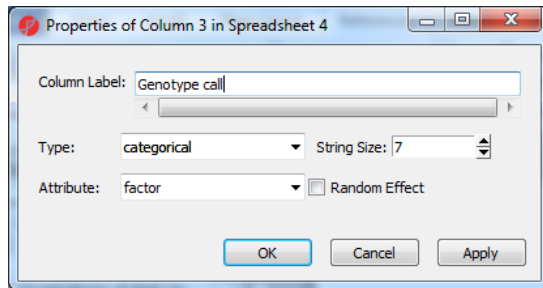 Properties of Column 3 in Spreadsheet 4
Column Label: Genotype call
Type: categorical String Size: 7
Attribute: factor Random Effect
OK Cancel Apply